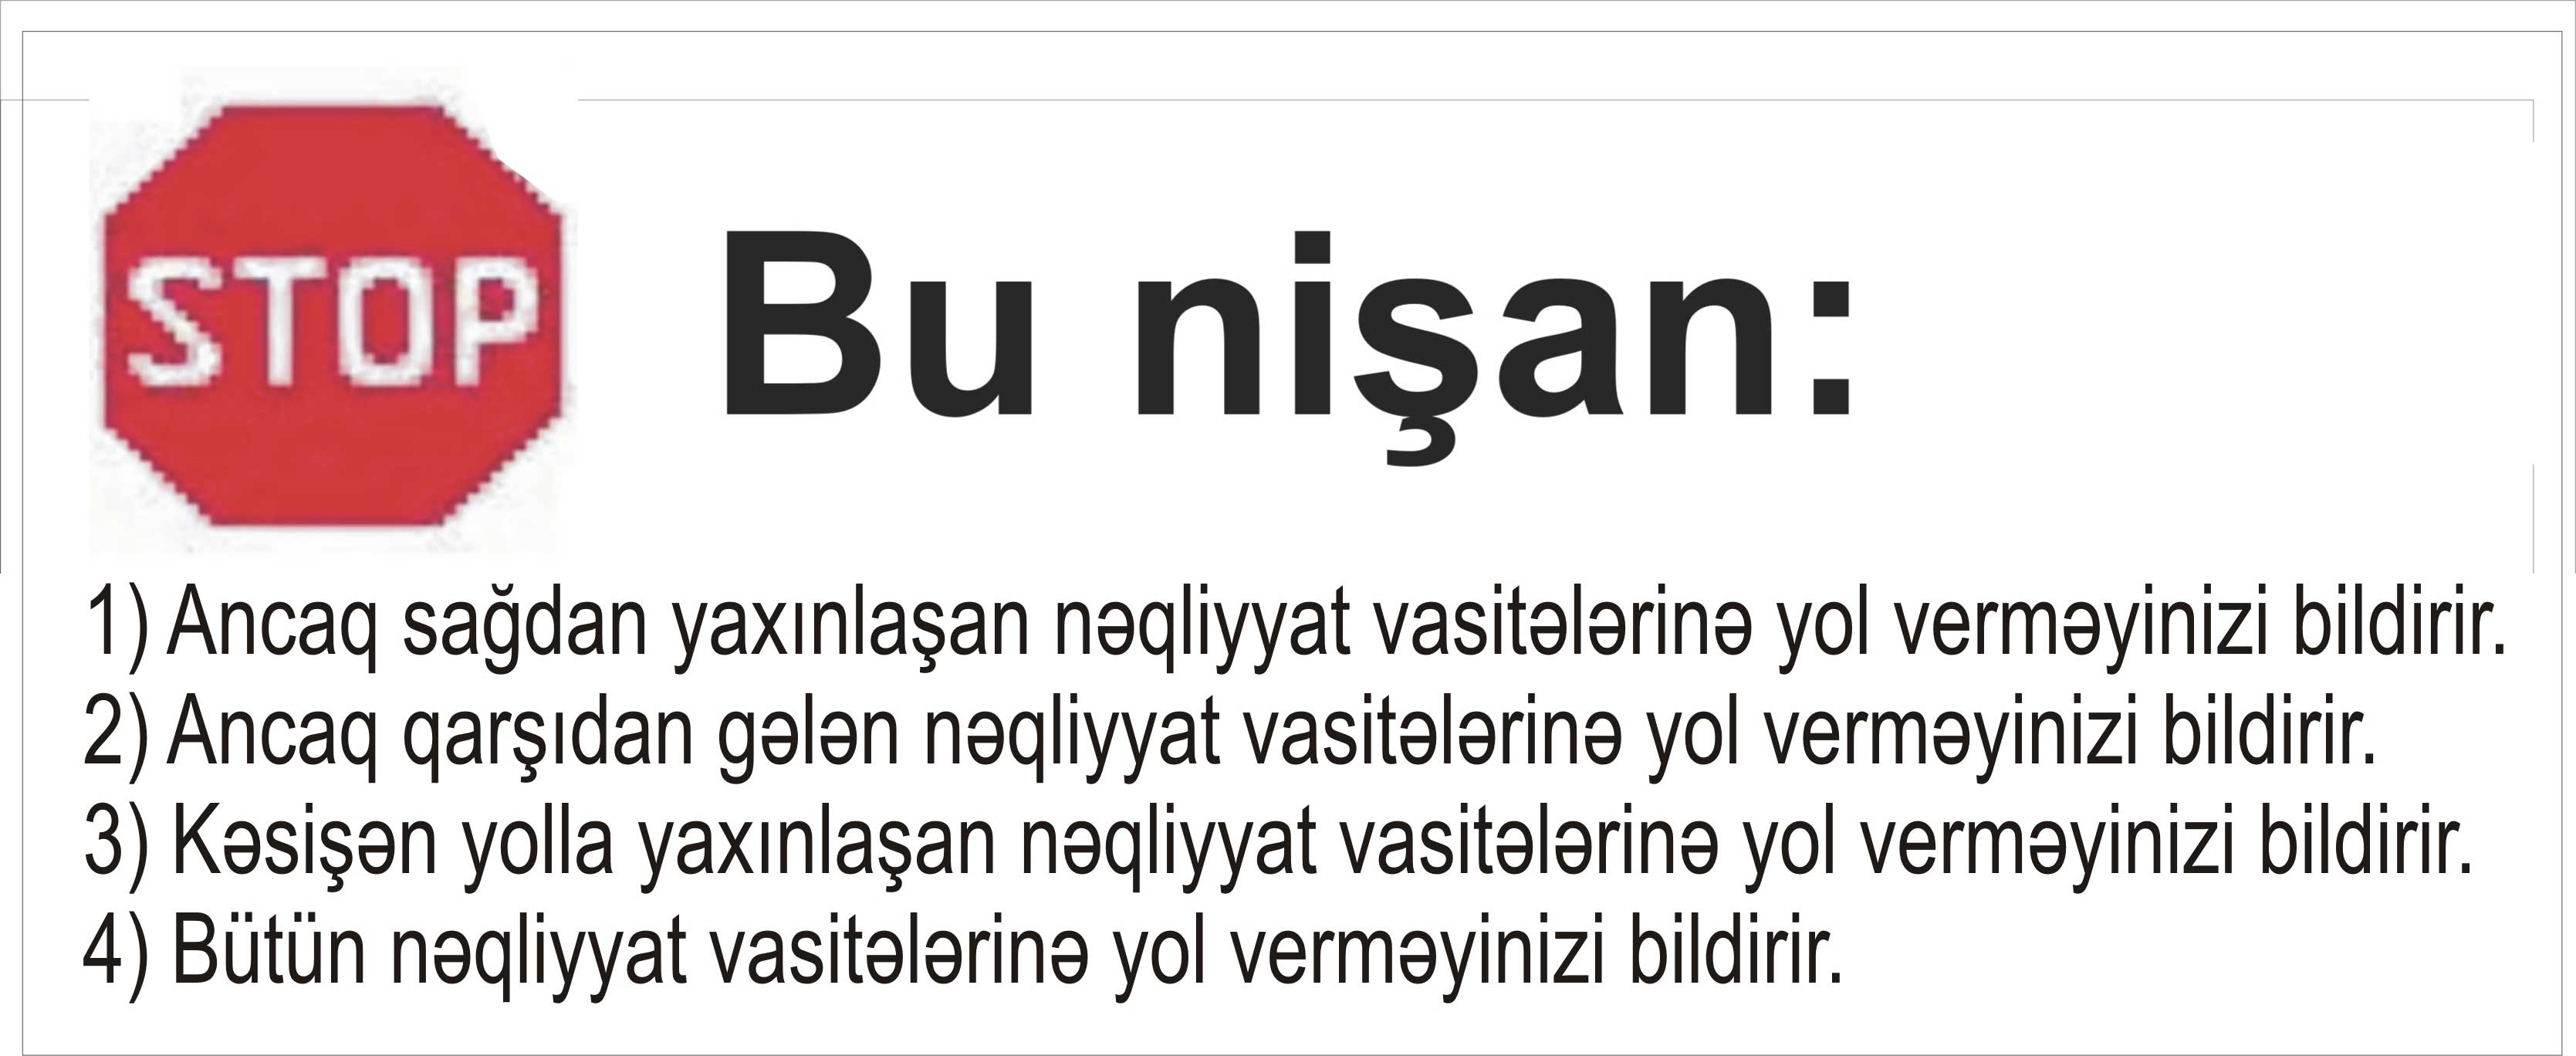 STOP
Bu nişan:
1) Ancaq sağdan yaxınlaşan nəqliyyat vasitələrinə yol verməyinizi bildirir.
2) Ancaq qarşıdan gələn nəqliyyat vasitələrinə yol verməyinizi bildirir.
3) Kəsişən yolla yaxınlaşan nəqliyyat vasitələrinə yol verməyinizi bildirir.
4) Bütün nəqliyyat vasitələrinə yol verməyinizi bildirir.